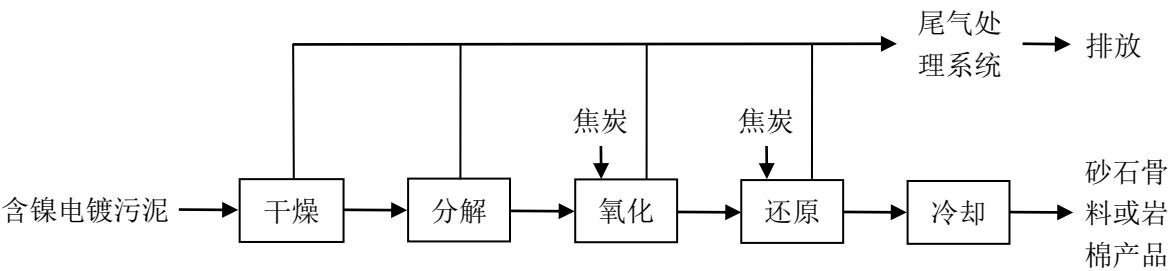 尾气处
理系统
排放
焦炭
焦炭
含镍电镀污泥
干燥
分解
氧化
还原
冷却
砂石骨
料或岩
棉产品